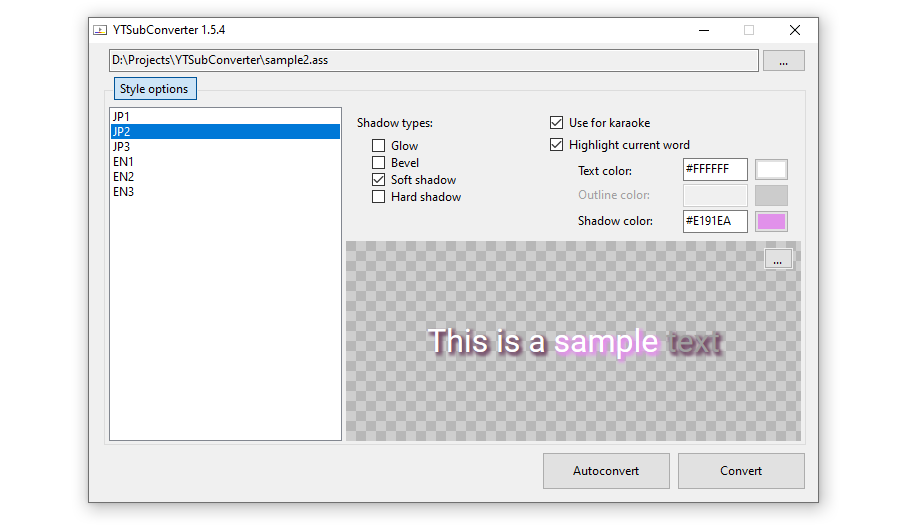 YTSubConverter 1.5.4
D:\Projects\YTSubConverter\sample2.ass
...
Style options
JP1
JP2
JP3
EN1
EN2
EN3
Shadow types:
Glow
Bevel
Soft shadow
Hard shadow
Use for karaoke
Highlight current word
Text color: #FFFFFF
Outline color:
Shadow color: #E191EA
...
This is a sample text
Autoconvert
Convert